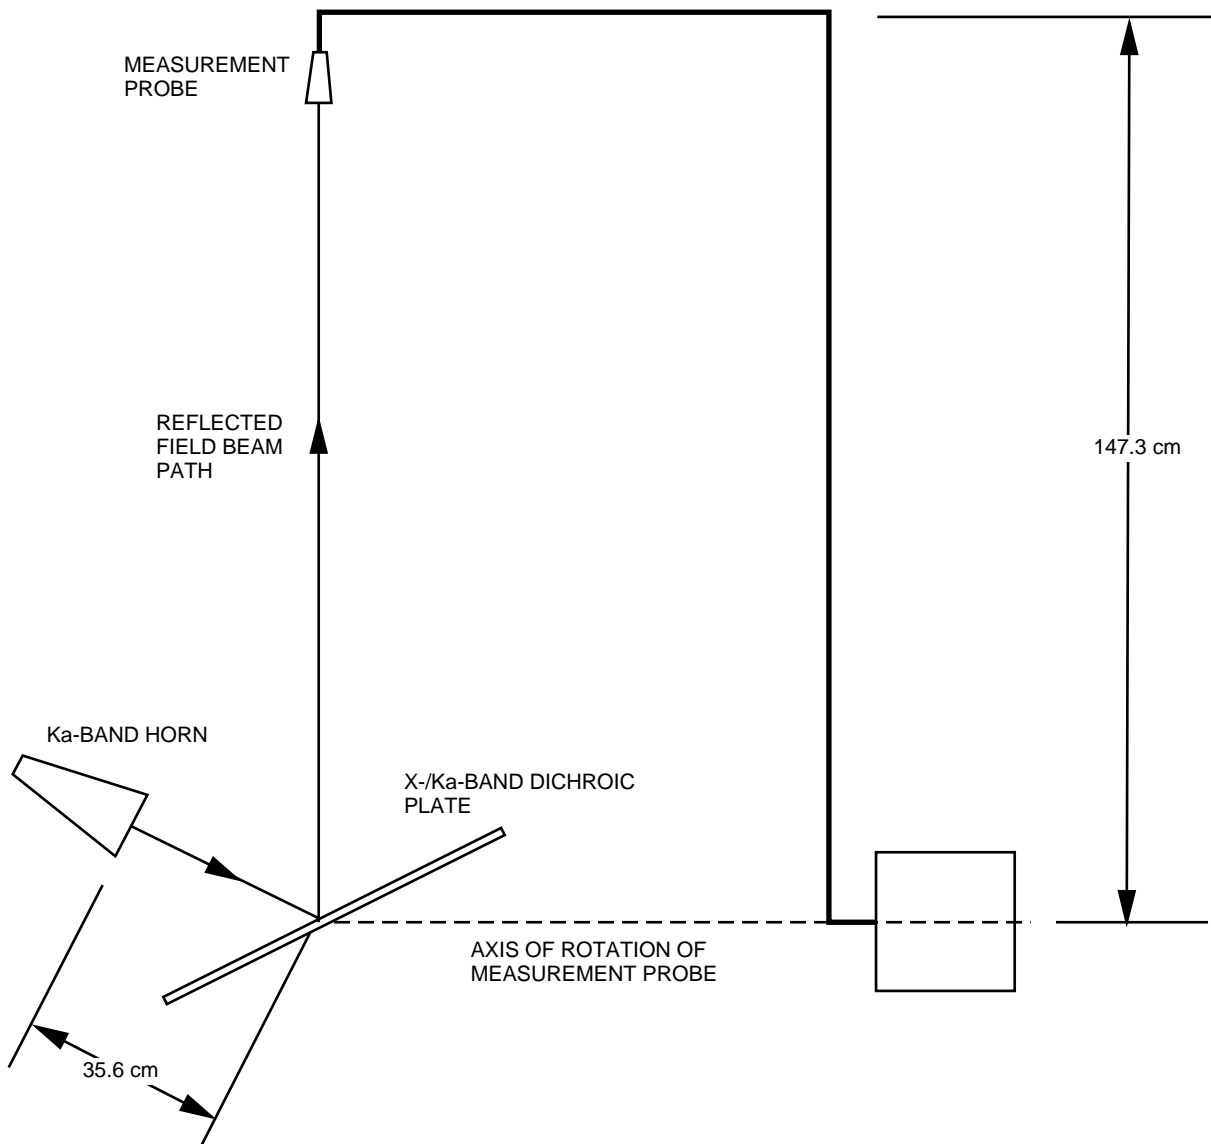 MEASUREMENT
PROBE
REFLECTED
FIELD BEAM
PATH
147.3 cm
Ka-BAND HORN
X-/Ka-BAND DICHROIC
PLATE
AXIS OF ROTATION OF
MEASUREMENT PROBE
35.6 cm